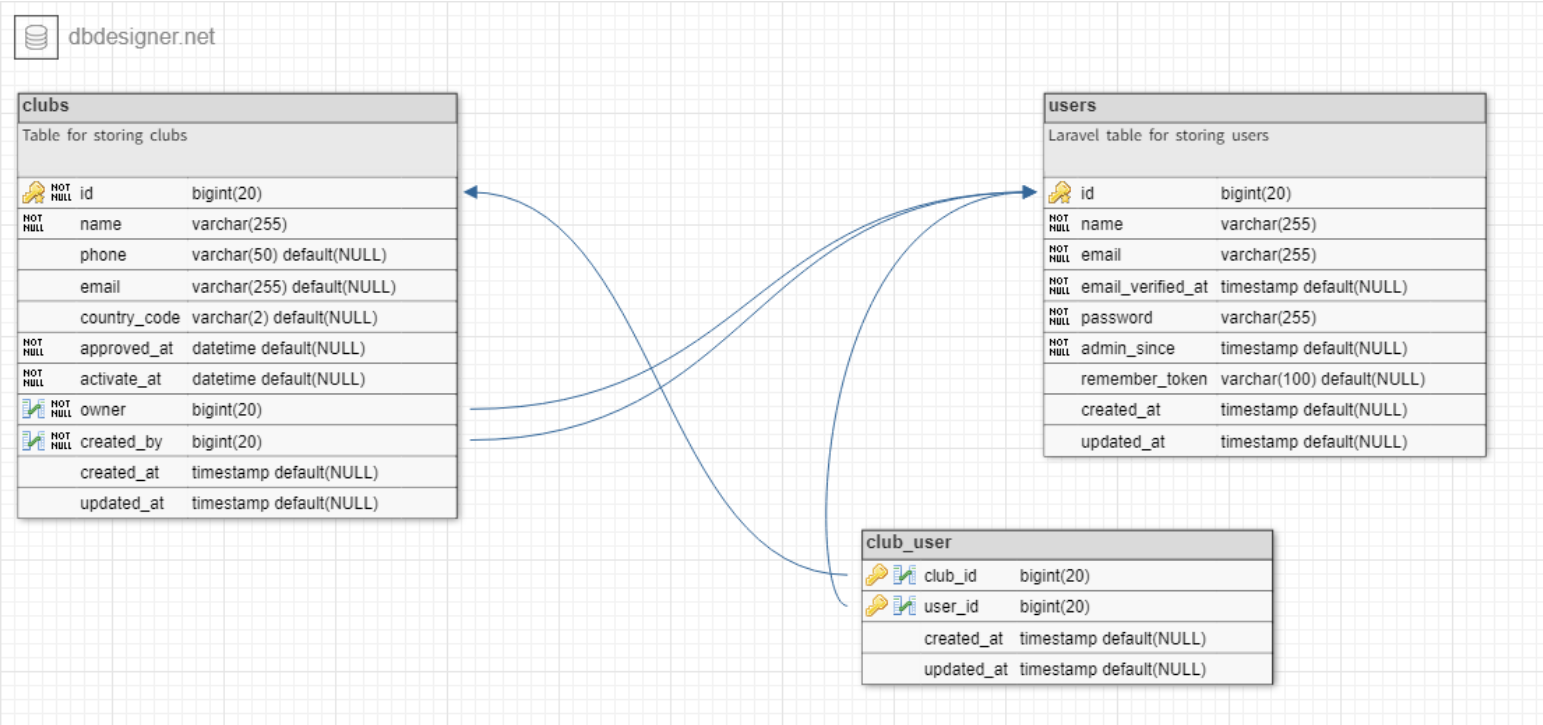 dbdesigner.net
clubs
Table for storing clubs
NOT NULL id bigint(20)
NOT NULL name varchar(255)
phone varchar(50) default(NULL)
email varchar(255) default(NULL)
country_code varchar(2) default(NULL)
NOT NULL approved_at datetime default(NULL)
NOT NULL activate_at datetime default(NULL)
NOT NULL owner bigint(20)
NOT NULL created_by bigint(20)
created_at timestamp default(NULL)
updated_at timestamp default(NULL)
users
Laravel table for storing users
id bigint(20)
NOT NULL name varchar(255)
NOT NULL email varchar(255)
NOT NULL email_verified_at timestamp default(NULL)
NOT NULL password varchar(255)
NOT NULL admin_since timestamp default(NULL)
remember_token varchar(100) default(NULL)
created_at timestamp default(NULL)
updated_at timestamp default(NULL)
club_user
club_id bigint(20)
user_id bigint(20)
created_at timestamp default(NULL)
updated_at timestamp default(NULL)